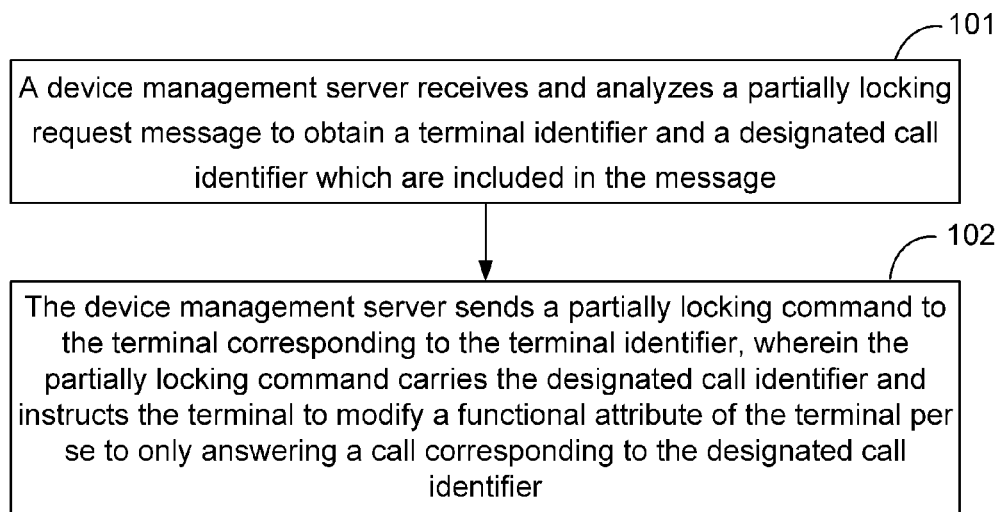 101
A device management server receives and analyzes a partially locking
request message to obtain a terminal identifier and a designated call
identifier which are included in the message
102
The device management server sends a partially locking command to
the terminal corresponding to the terminal identifier, wherein the
partially locking command carries the designated call identifier and
instructs the terminal to modify a functional attribute of the terminal per
se to only answering a call corresponding to the designated call
identifier